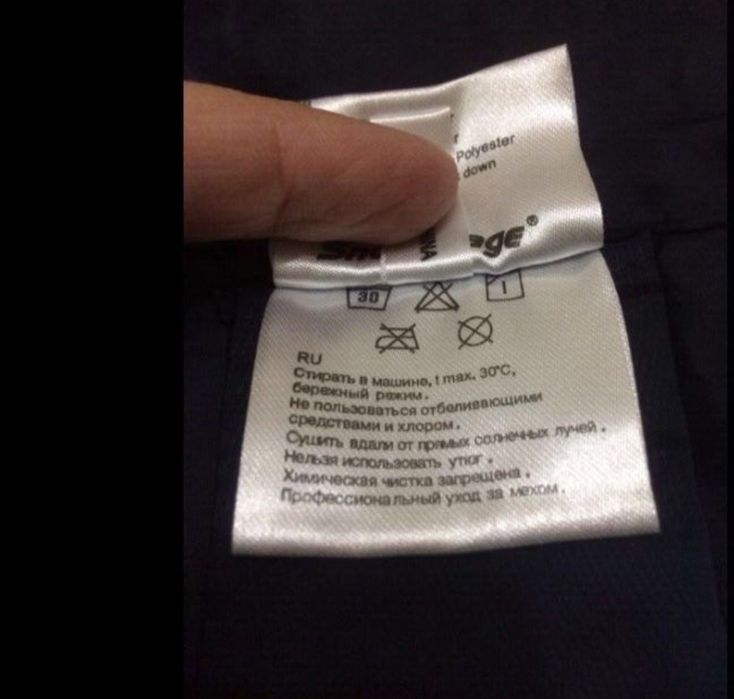 Polyester
down
30
RU
Стирать в машине, t max. 30°C,
бережный режим.
Не пользоваться отбеливающими
средствами и хлором.
Сушить вдали от прямых солнечных лучей.
Нельзя использовать утюг.
Химическая чистка запрещена.
Профессиональный уход за мехом.